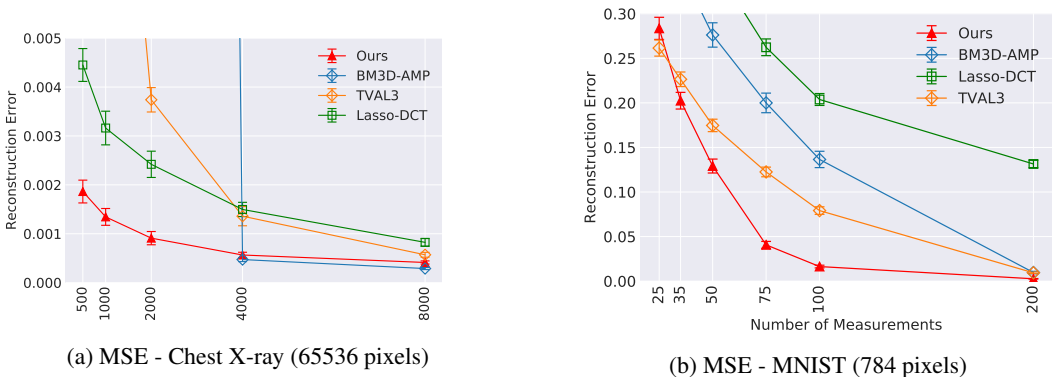 0.005
0.004
0.003
0.002
0.001
0.000
Reconstruction Error
Ours
BM3D-AMP
TVAL3
Lasso-DCT
500
1000
2000
4000
8000
(a) MSE - Chest X-ray (65536 pixels)
0.30
0.25
0.20
0.15
0.10
0.05
0.00
Reconstruction Error
Ours
BM3D-AMP
Lasso-DCT
TVAL3
25
35
50
75
100
200
Number of Measurements
(b) MSE - MNIST (784 pixels)